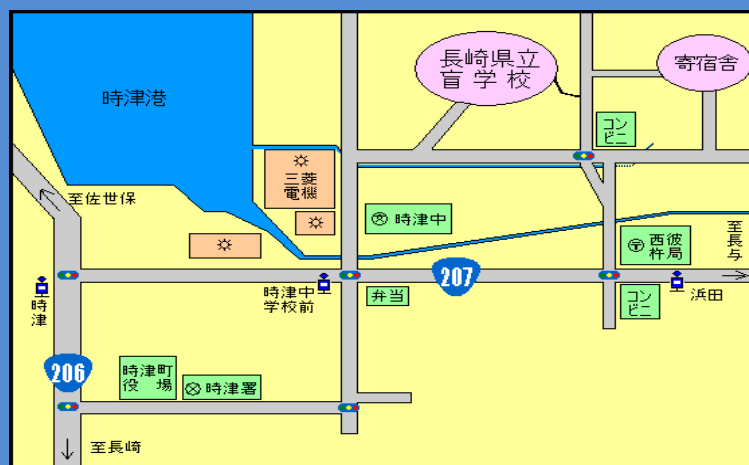 長崎県立
盲学校
寄宿舎
時津港
コン
ビニ
三菱
電機
至佐世保
時津中
西彼
杵局
至長与
至時津
時津中
学校前
弁当
207
コン
ビニ
浜田
206
時津町
役場
時津署
至長崎